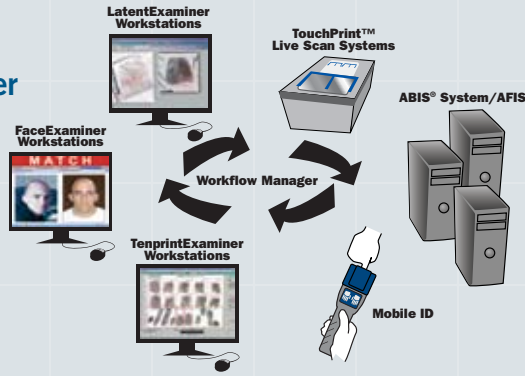 LatentExaminer
Workstations
TouchPrint™
Live Scan Systems
er
ABIS® System/AFIS
FaceExaminer
Workstations
MATCH
Workflow Manager
TenprintExaminer
Workstations
Mobile ID